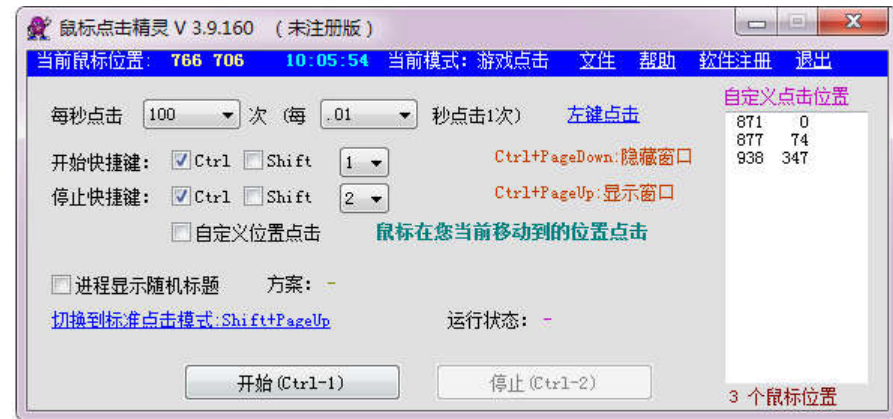 鼠标点击精灵 V 3.9.160 （未注册版）
当前鼠标位置: 766 706 10:05:54 当前模式: 游戏点击 文件 帮助 软件注册 退出
每秒点击 100 次 (每 .01 秒点击1次) 左键点击
自定义点击位置
871 0
877 74
938 347
开始快捷键: Ctrl Shift 1 Ctrl+PageDown:隐藏窗口
停止快捷键: Ctrl Shift 2 Ctrl+PageUp:显示窗口
自定义位置点击 鼠标在您当前移动到的位置点击
进程显示随机标题 方案: -
切换到标准点击模式:Shift+PageUp 运行状态: -
开始(Ctrl-1) 停止(Ctrl-2)
3 个鼠标位置